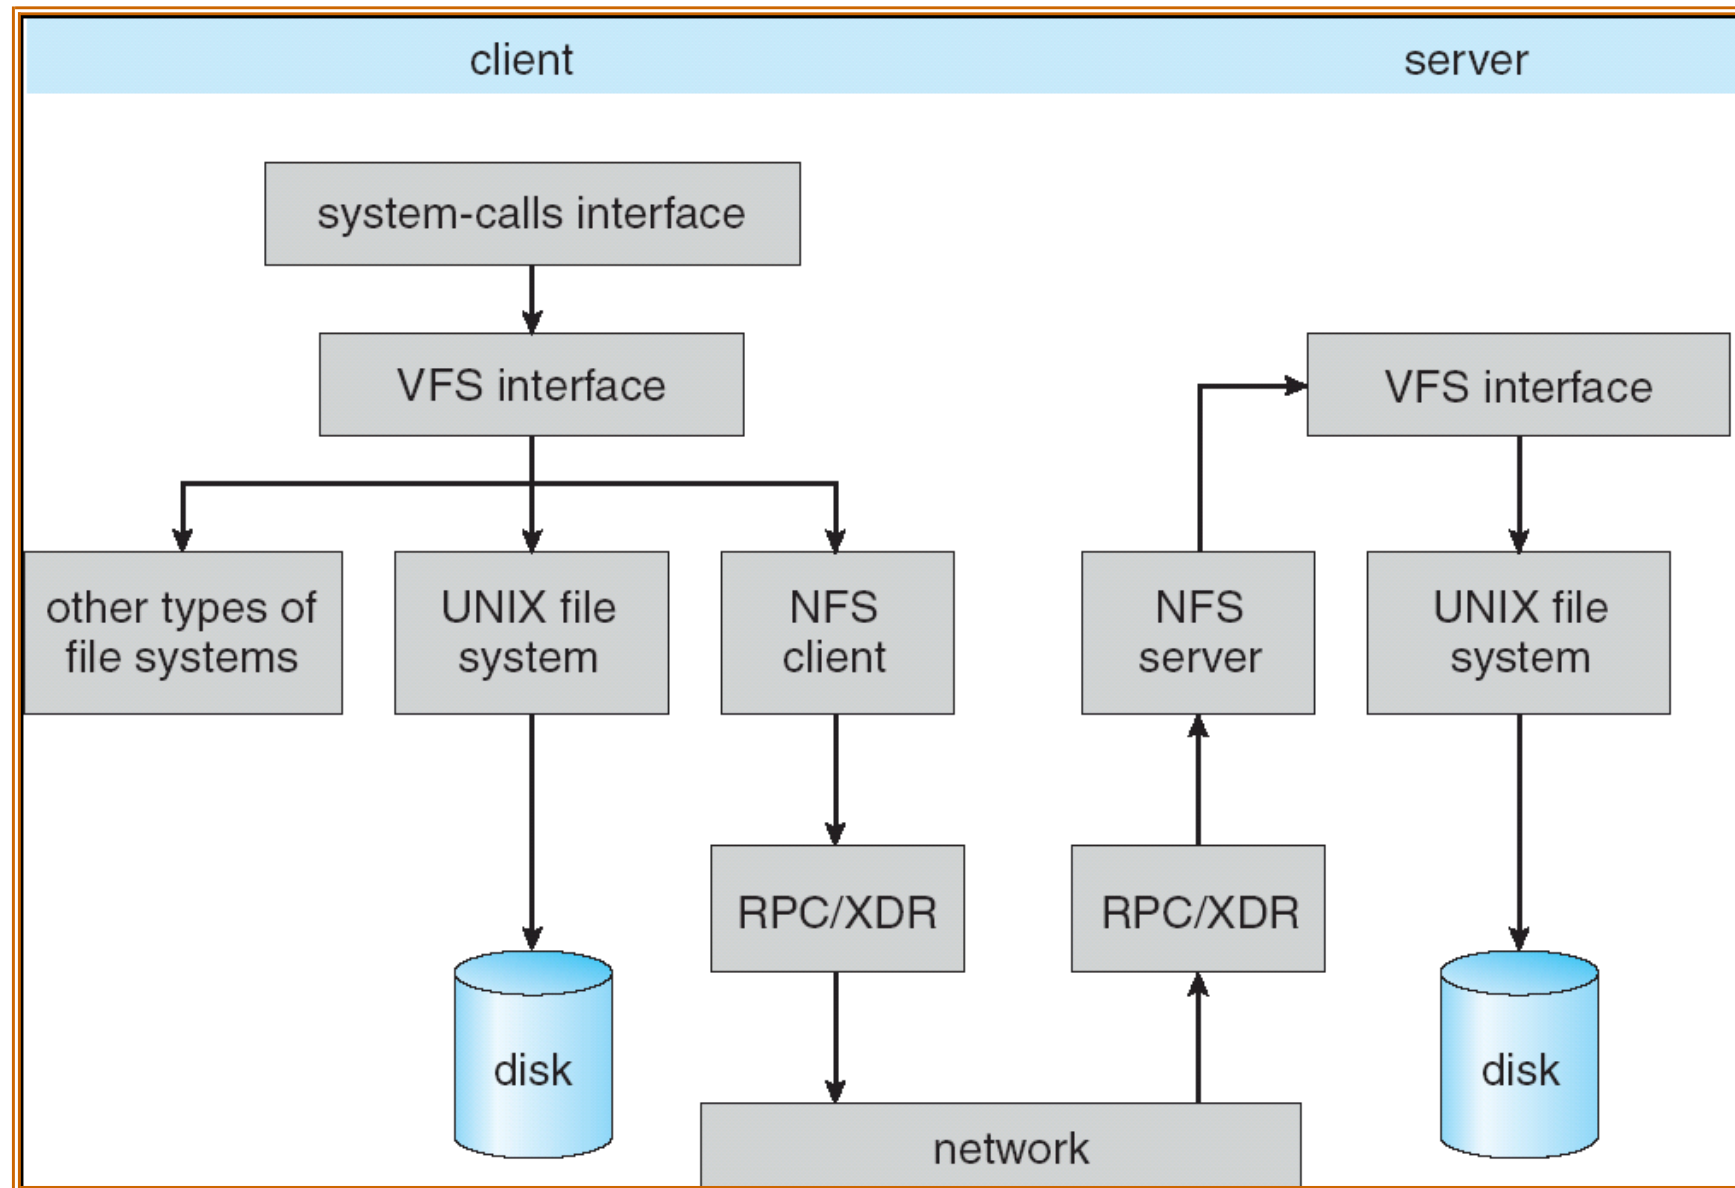 client
server
system-calls interface
VFS interface
VFS interface
other types of
file systems
UNIX file
system
NFS
client
NFS
server
UNIX file
system
RPC/XDR
RPC/XDR
disk
disk
network